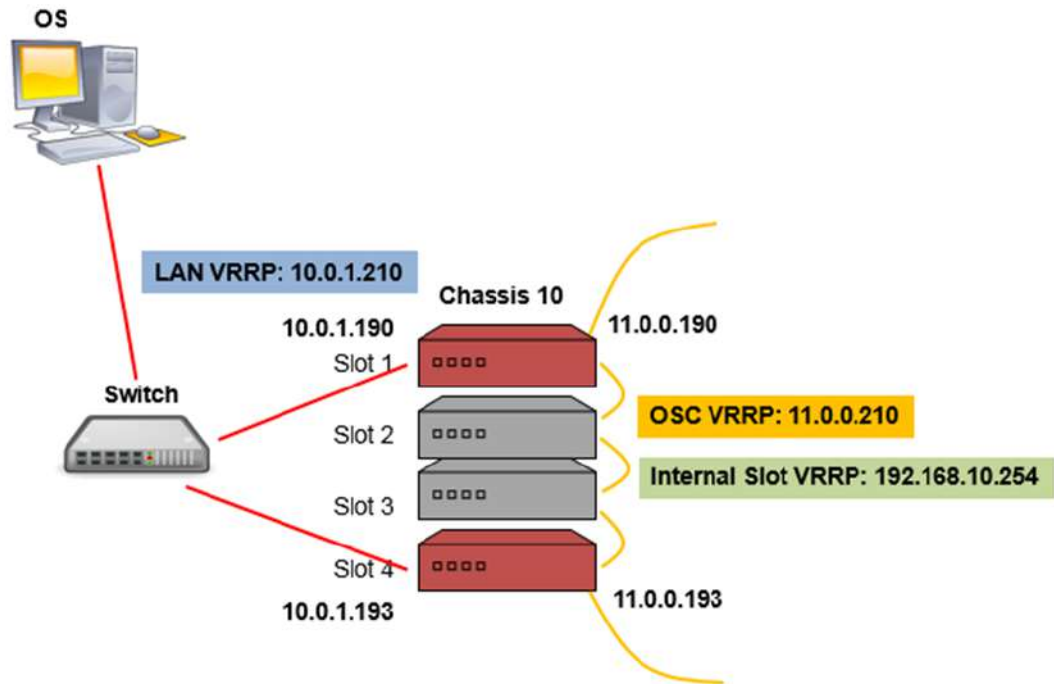 OS
LAN VRRP: 10.0.1.210
Chassis 10
10.0.1.190
11.0.0.190
Slot 1
Switch
OSC VRRP: 11.0.0.210
Slot 2
Internal Slot VRRP: 192.168.10.254
Slot 3
Slot 4
10.0.1.193
11.0.0.193